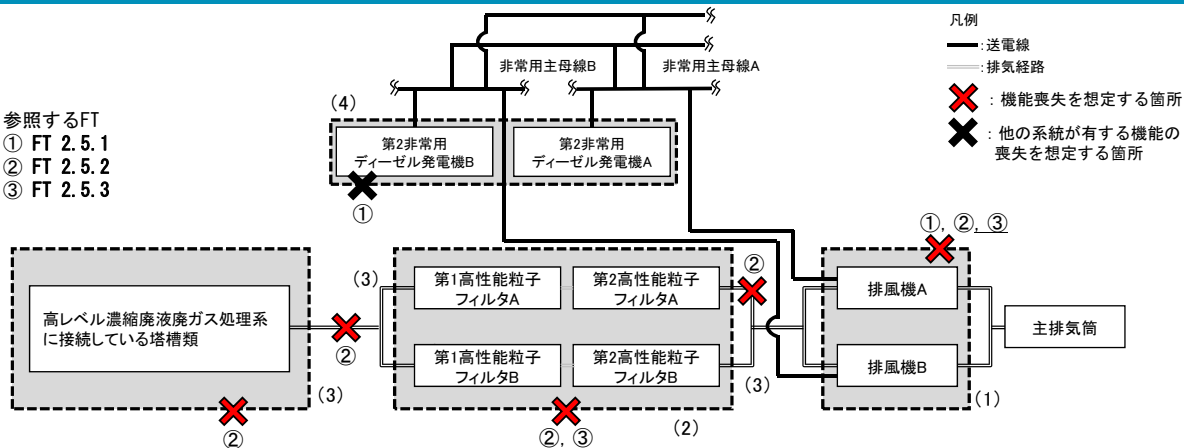 凡例
:送電線
:排気経路
:機能喪失を想定する箇所
:他の系統が有する機能の
喪失を想定する箇所
非常用主母線B
非常用主母線A
参照するFT
① FT 2.5.1
② FT 2.5.2
③ FT 2.5.3
(4)
第2非常用
ディーゼル発電機B
第2非常用
ディーゼル発電機A
①
①, ②, ③
高レベル濃縮廃液廃ガス処理系
に接続している塔槽類
(3)
②
②
(3)
第1高性能粒子
フィルタA
第2高性能粒子
フィルタA
第1高性能粒子
フィルタB
第2高性能粒子
フィルタB
②
(3)
②, ③
(2)
排風機A
排風機B
(1)
主排気筒